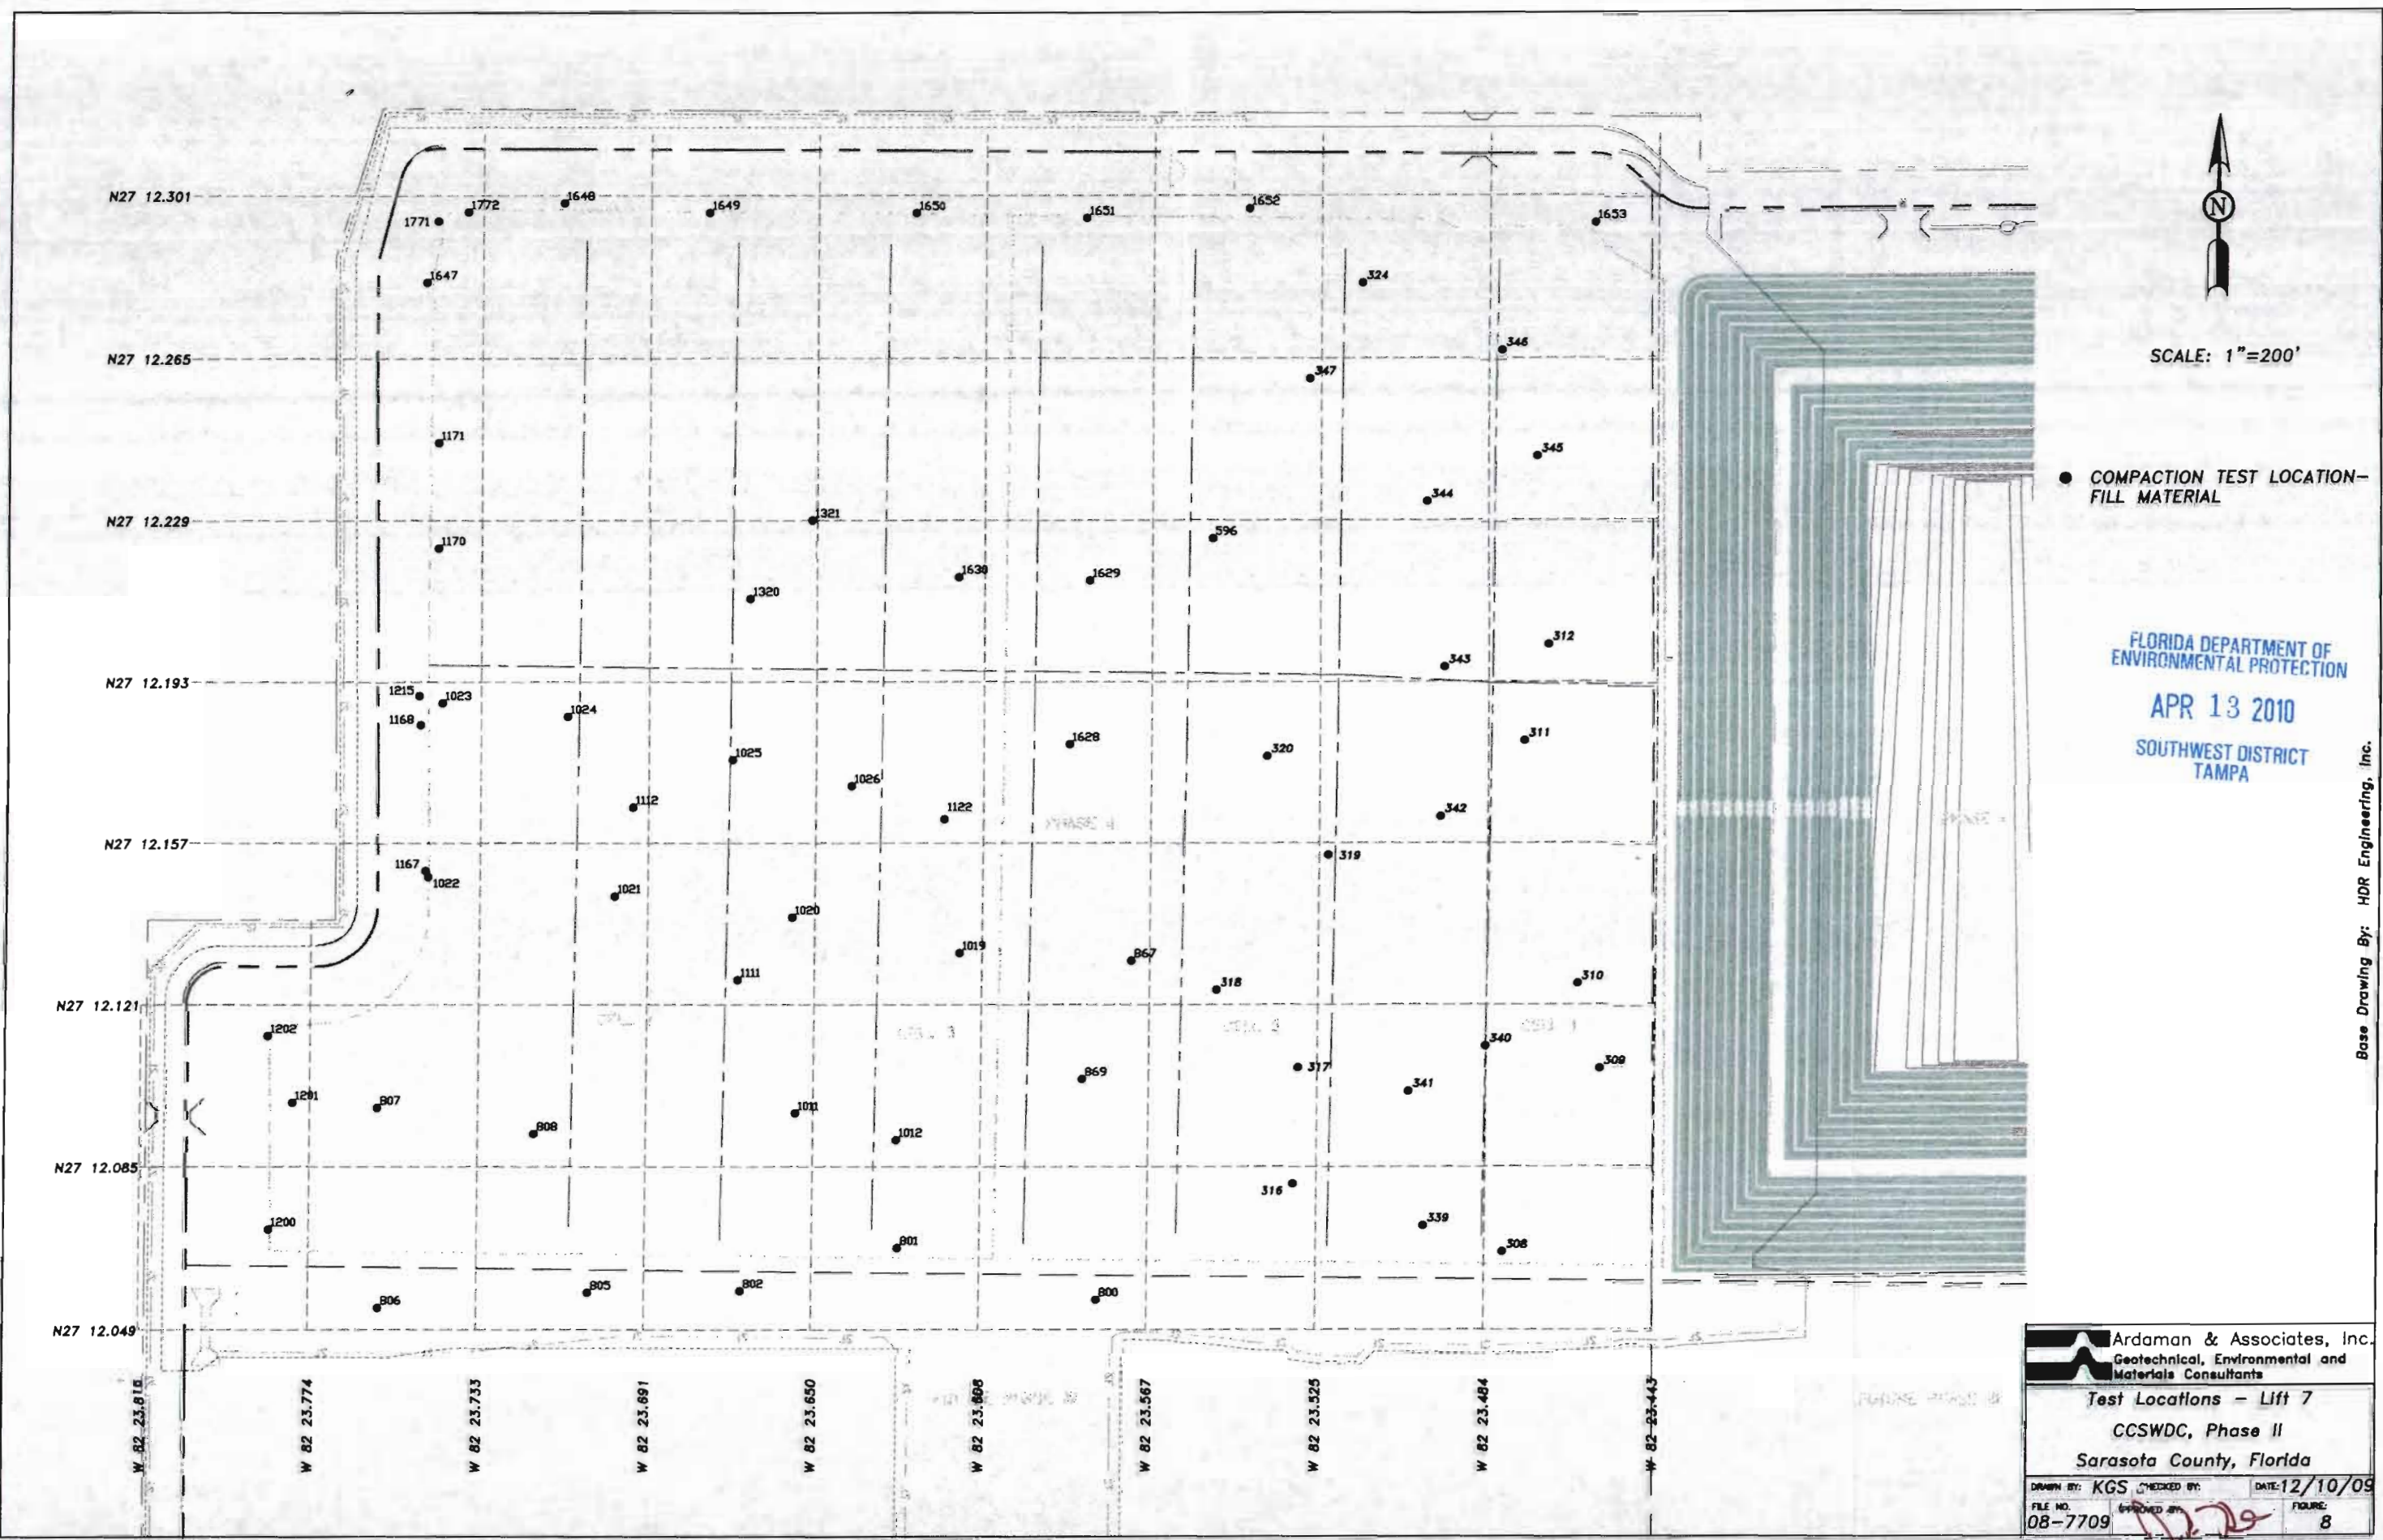 N27 12.301
1771
1772
1648
1649
1650
1651
1652
1653
1647
324
N27 12.265
346
347
1171
345
344
N27 12.229
1321
596
1170
1630
1629
1320
312
343
N27 12.193
1215
1023
1168
1024
1628
311
1025
320
1026
1112
1122
342
N27 12.157
319
1167
1022
1021
1020
1019
867
1111
318
310
N27 12.121
1202
340
317
309
869
341
1201
807
1011
808
1012
N27 12.085
316
1200
339
801
308
805
802
800
806
N27 12.049
W 82 23.774
W 82 23.733
W 82 23.691
W 82 23.650
W 82 23.608
W 82 23.567
W 82 23.525
W 82 23.484
W 82 23.443
N
SCALE: 1"=200'
COMPACTION TEST LOCATION-
FILL MATERIAL
FLORIDA DEPARTMENT OF
ENVIRONMENTAL PROTECTION
APR 13 2010
SOUTHWEST DISTRICT
TAMPA
Base Drawing By: HDR Engineering, Inc.
Ardaman & Associates, Inc.
Geotechnical, Environmental and
Materials Consultants
Test Locations - Lift 7
CCSWDC, Phase II
Sarasota County, Florida
DRAWN BY: KGS CHECKED BY: DATE: 12/10/09
FILE NO. APPROVED BY: FIGURE:
08-7709 8